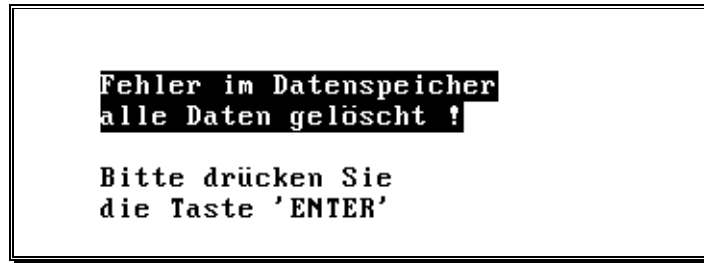 Fehler im Datenspeicher
alle Daten gelöscht !
Bitte drücken Sie
die Taste 'ENTER'